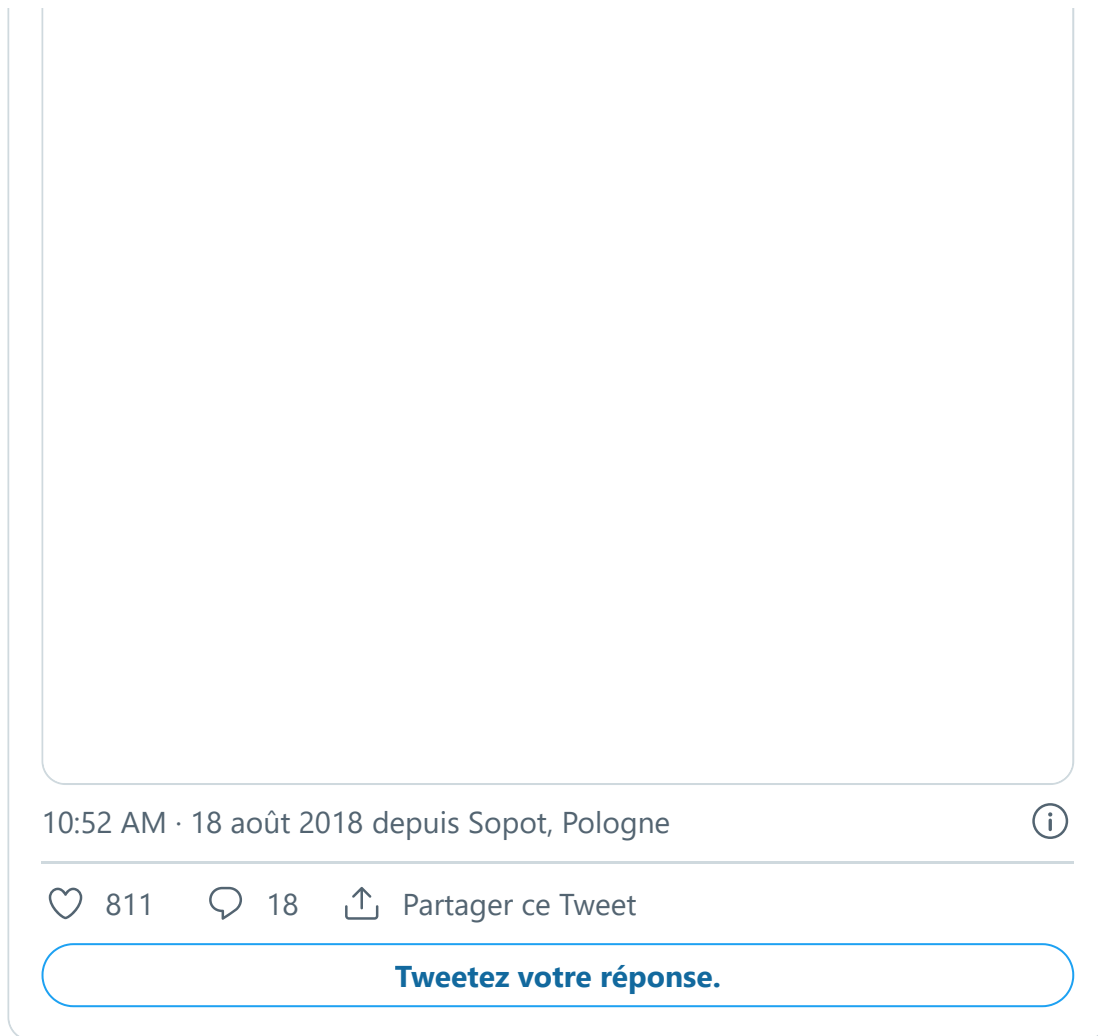 10:52 AM · 18 août 2018 depuis Sopot, Pologne
811 18 Partager ce Tweet
Tweetez votre réponse.